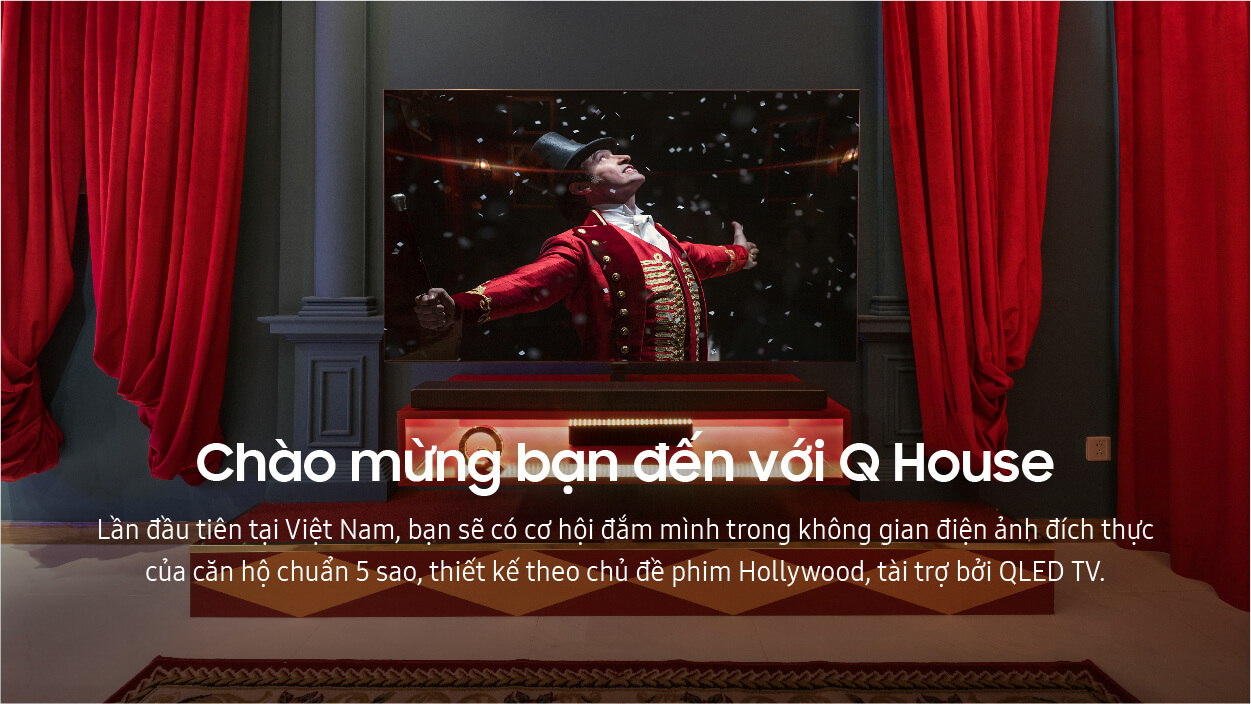 Chào mừng bạn đến với Q House
Lần đầu tiên tại Việt Nam, bạn sẽ có cơ hội đắm mình trong không gian điện ảnh đích thực
của căn hộ chuẩn 5 sao, thiết kế theo chủ đề phim Hollywood, tài trợ bởi QLED TV.